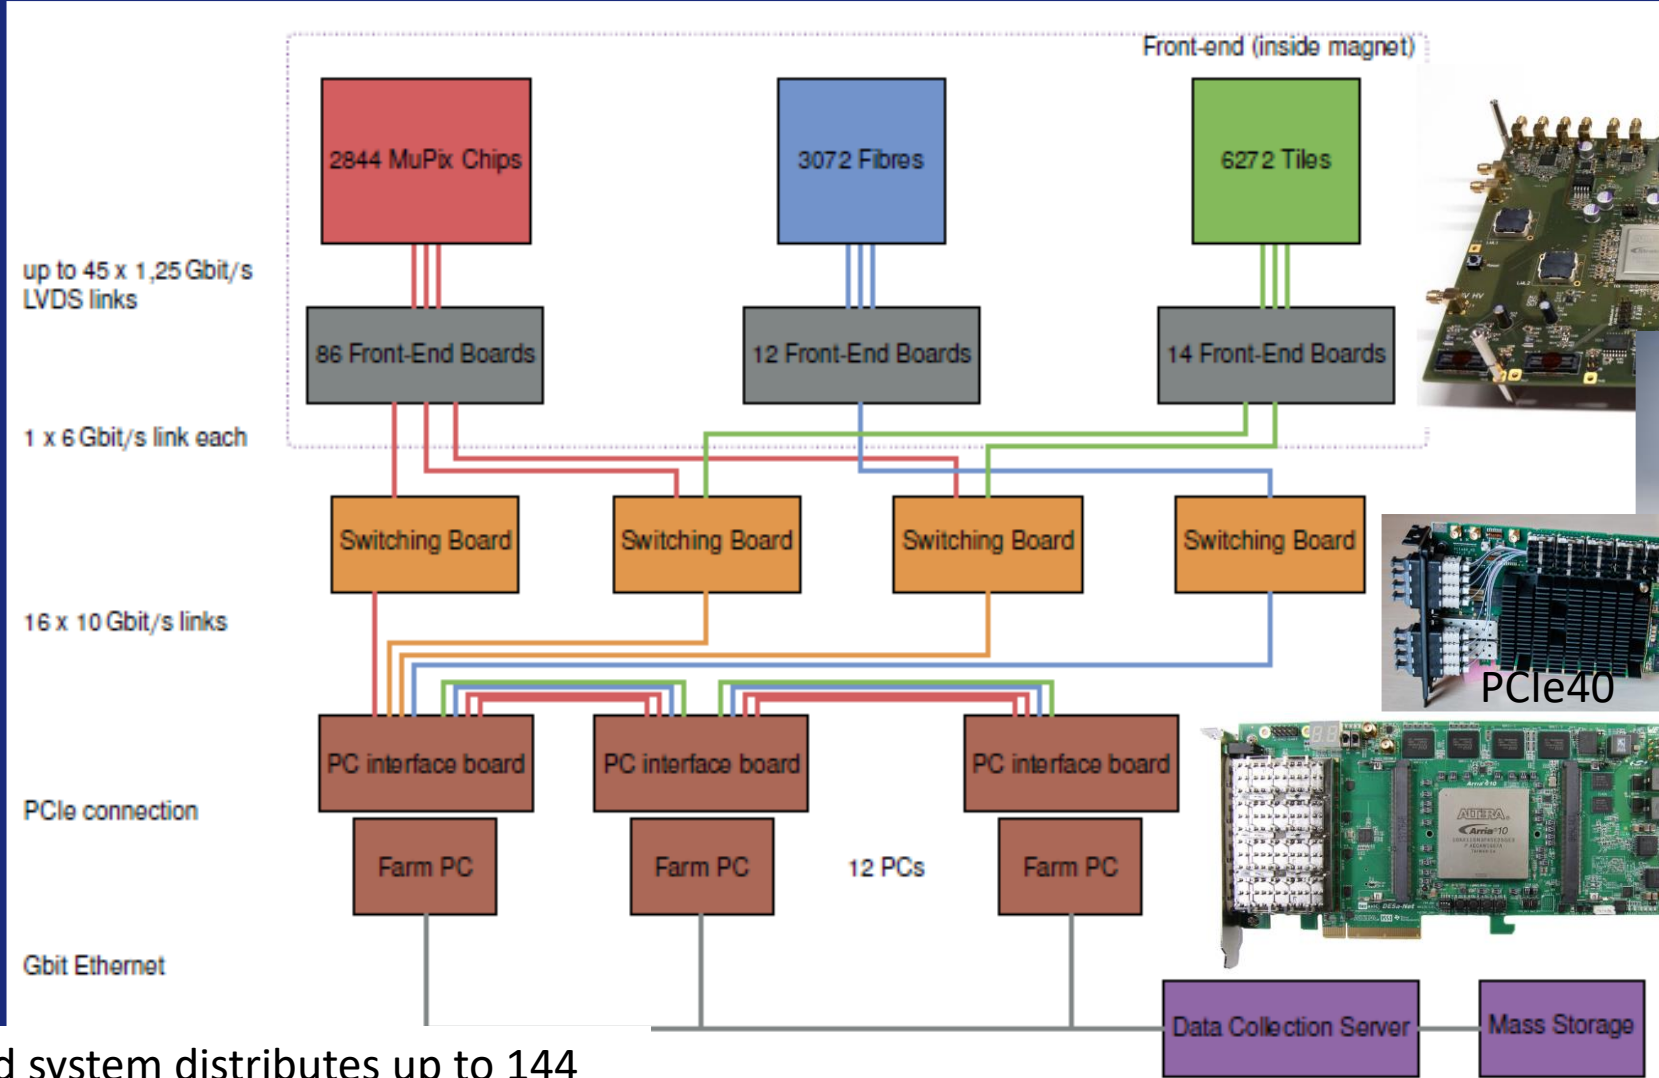 Front-end (inside magnet)
2844 MuPix Chips
3072 Fibres
6272 Tiles
up to 45 x 1,25 Gbit/s
LVDS links
86 Front-End Boards
12 Front-End Boards
14 Front-End Boards
1 x 6 Gbit/s link each
Switching Board
Switching Board
Switching Board
Switching Board
16 x 10 Gbit/s links
PCIe40
PC interface board
PC interface board
PC interface board
PCIe connection
ALTERA
Arria 10
Farm PC
Farm PC
12 PCs
Farm PC
Gbit Ethernet
Data Collection Server
Mass Storage
system distributes up to 144